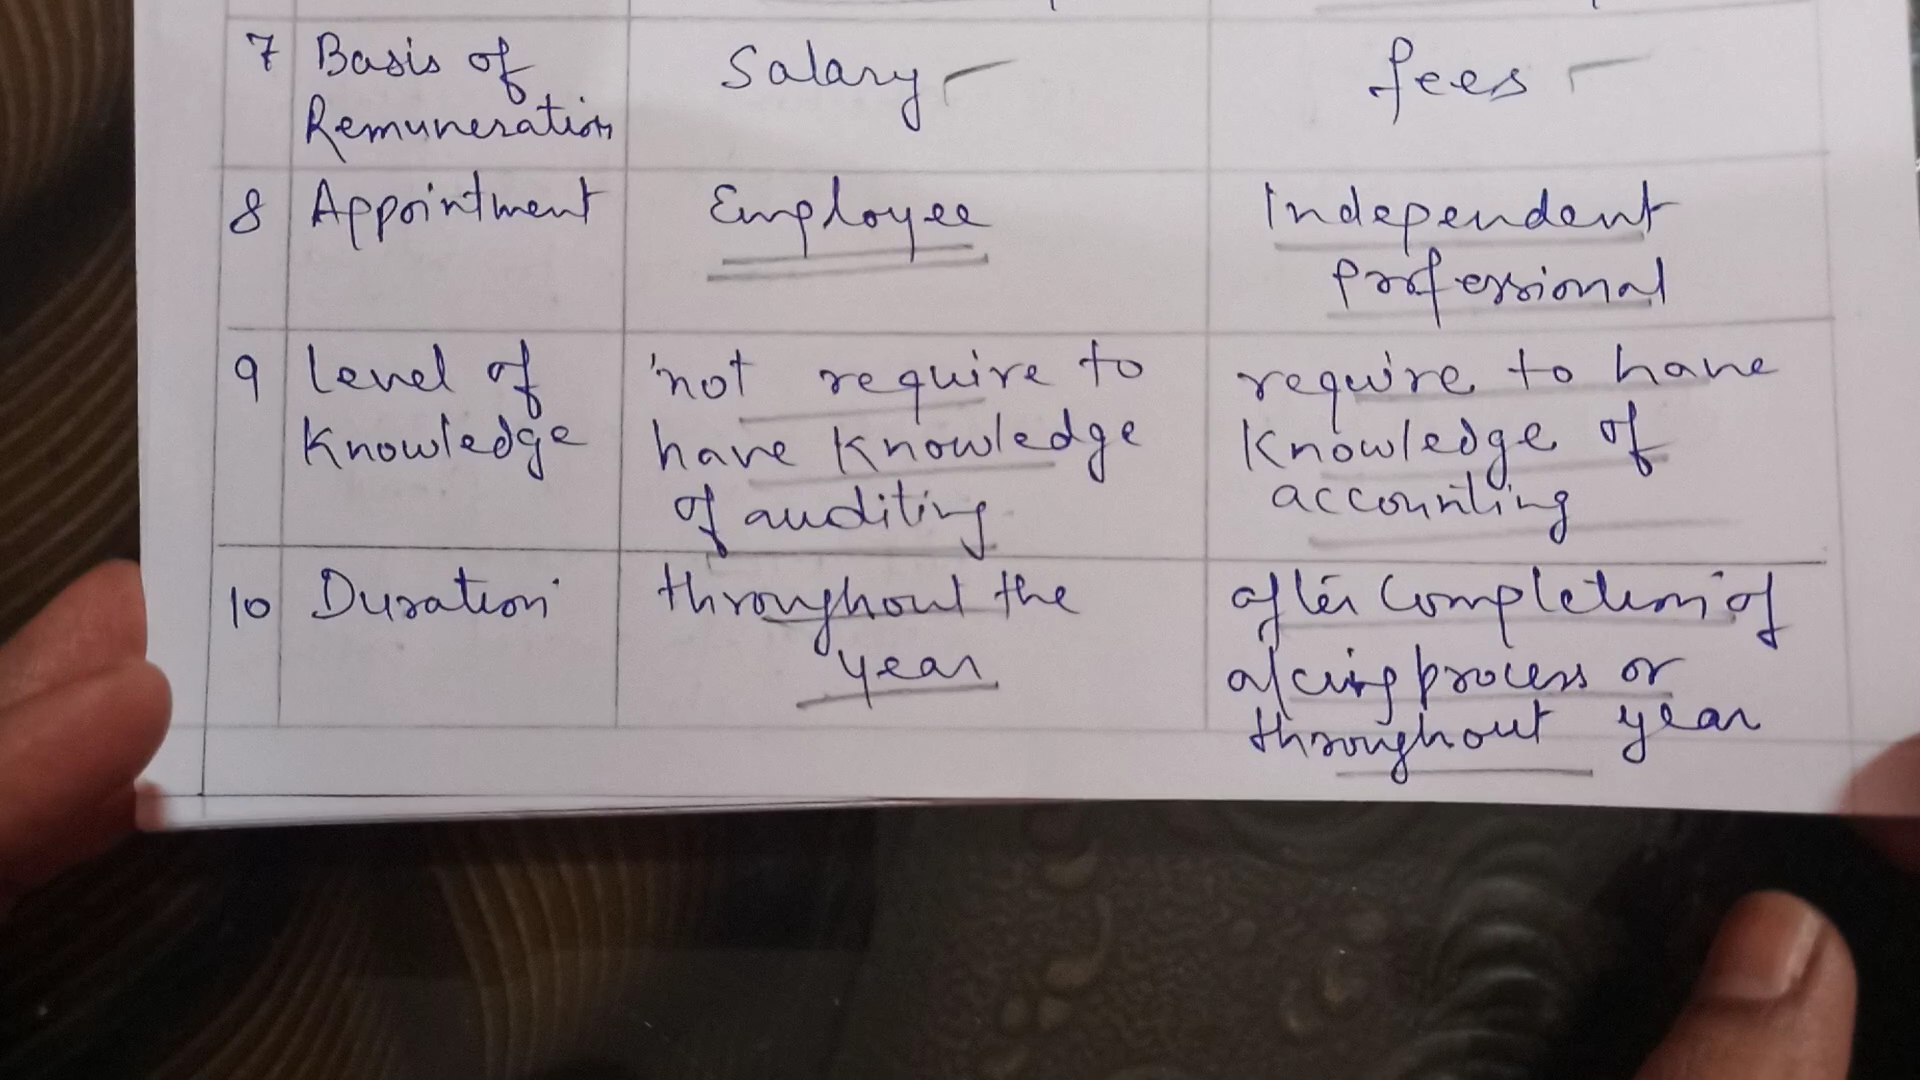 7 Basis of Remuneration Salary fees
8 Appointment Employee Independent Professional
9 Level of Knowledge not require to have Knowledge of auditing require to have Knowledge of accounting
10 Duration throughout the year after Completion of a/cing process or throughout year